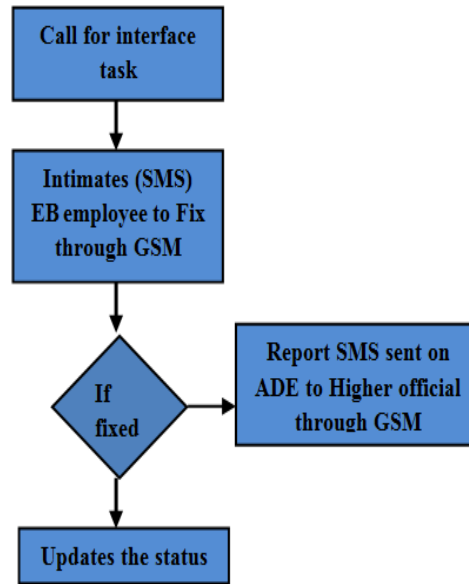 Call for interface
task
Intimates (SMS)
EB employee to Fix
through GSM
If
fixed
Report SMS sent on
ADE to Higher official
through GSM
Updates the status